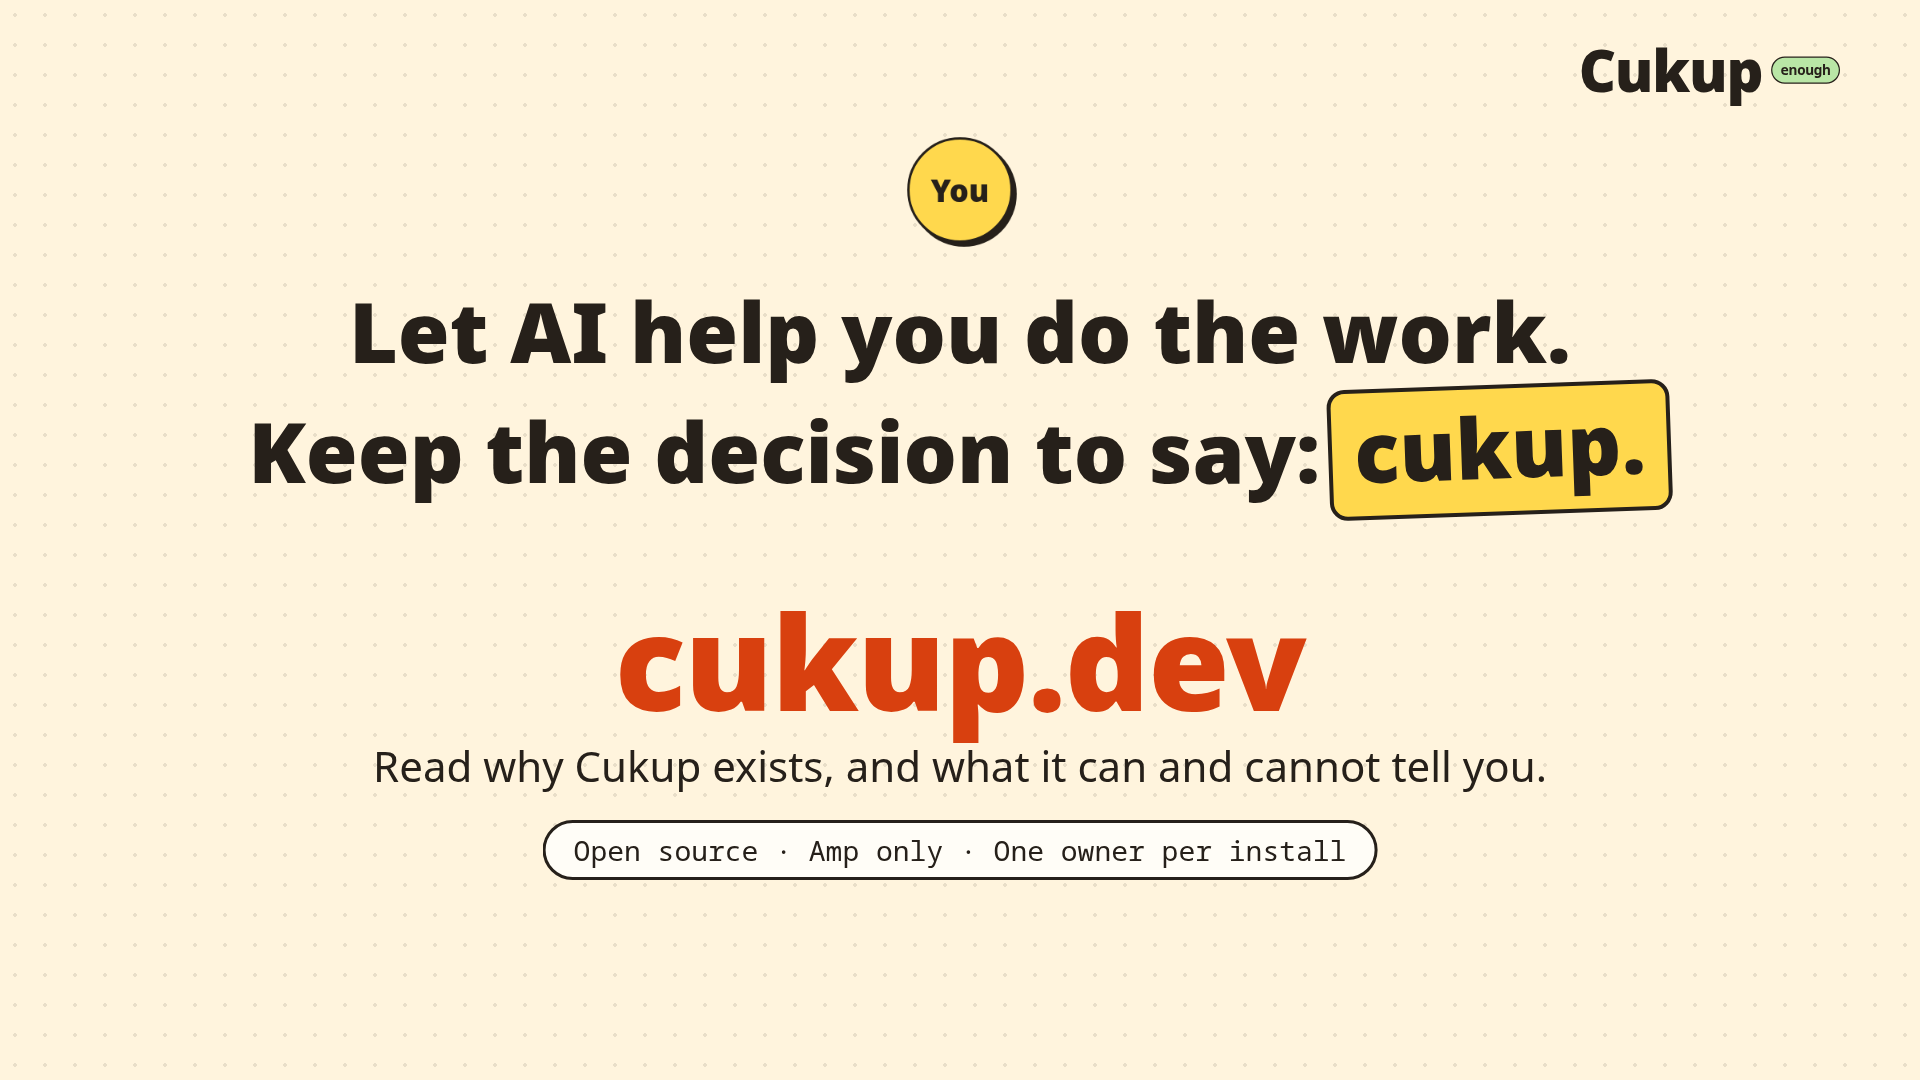 Cukup enough
You
Let AI help you do the work.
Keep the decision to say: cukup.
cukup.dev
Read why Cukup exists, and what it can and cannot tell you.
Open source · Amp only · One owner per install